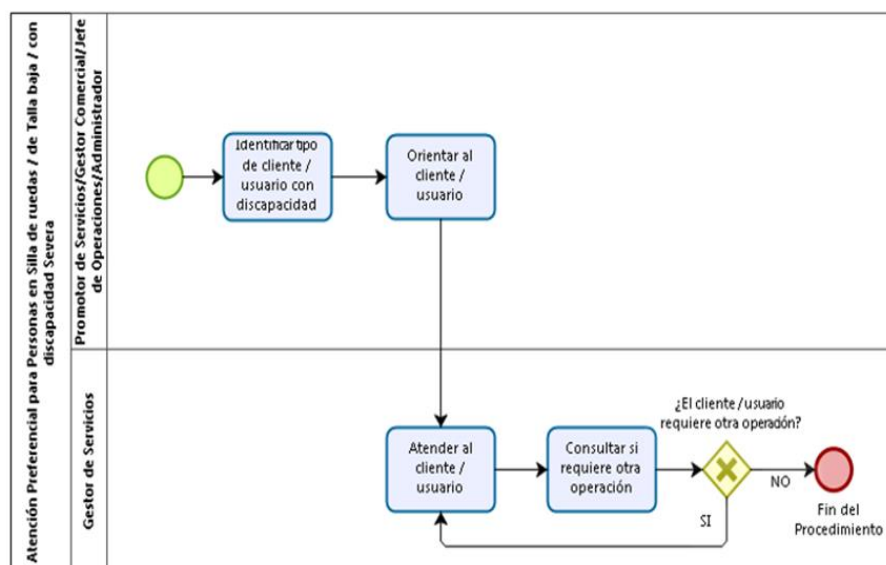 Atención Preferencial para Personas en Silla de ruedas / de Talla baja / con
discapacidad Severa
Promotor de Servicios/Gestor Comercial/Jefe
de Operaciones/Administrador
Identificar tipo
de cliente /
usuario con
discapacidad
Orientar al
cliente /
usuario
Gestor de Servicios
Atender al
cliente /
usuario
Consultar si
requiere otra
operación
¿El cliente/usuario
requiere otra operación?
SI
NO
Fin del
Procedimiento